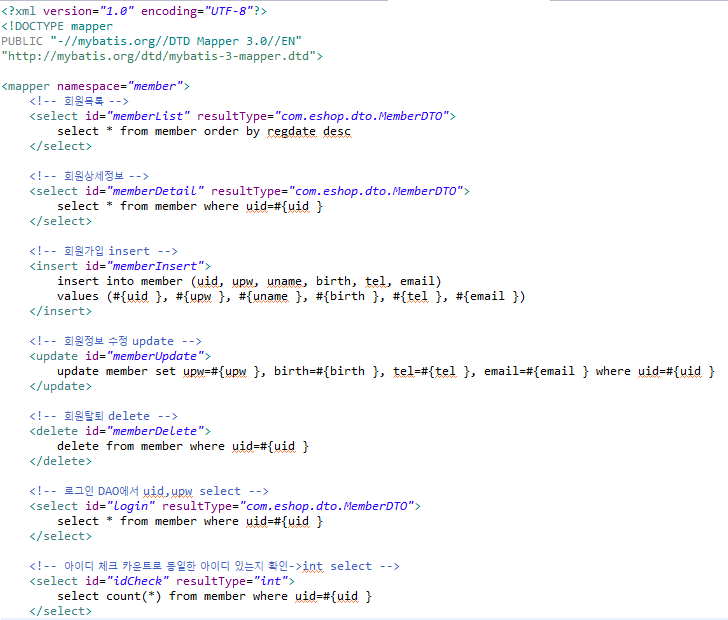 <?xml version="1.0" encoding="UTF-8"?>
<!DOCTYPE mapper
PUBLIC "-//mybatis.org//DTD Mapper 3.0//EN"
"http://mybatis.org/dtd/mybatis-3-mapper.dtd">
<mapper namespace="member">
<!-- 회원목록 -->
<select id="memberList" resultType="com.eshop.dto.MemberDTO">
select * from member order by regdate desc
</select>
<!-- 회원상세정보 -->
<select id="memberDetail" resultType="com.eshop.dto.MemberDTO">
select * from member where uid=#{uid }
</select>
<!-- 회원가입 insert -->
<insert id="memberInsert">
insert into member (uid, upw, uname, birth, tel, email)
values (#{uid }, #{upw }, #{uname }, #{birth }, #{tel }, #{email })
</insert>
<!-- 회원정보 수정 update -->
<update id="memberUpdate">
update member set upw=#{upw }, birth=#{birth }, tel=#{tel }, email=#{email } where uid=#{uid }
</update>
<!-- 회원탈퇴 delete -->
<delete id="memberDelete">
delete from member where uid=#{uid }
</delete>
<!-- 로그인 DAO에서 uid,upw select -->
<select id="login" resultType="com.eshop.dto.MemberDTO">
select * from member where uid=#{uid }
</select>
<!-- 아이디 체크 카운트로 동일한 아이디 있는지 확인->int select -->
<select id="idCheck" resultType="int">
select count(*) from member where uid=#{uid }
</select>